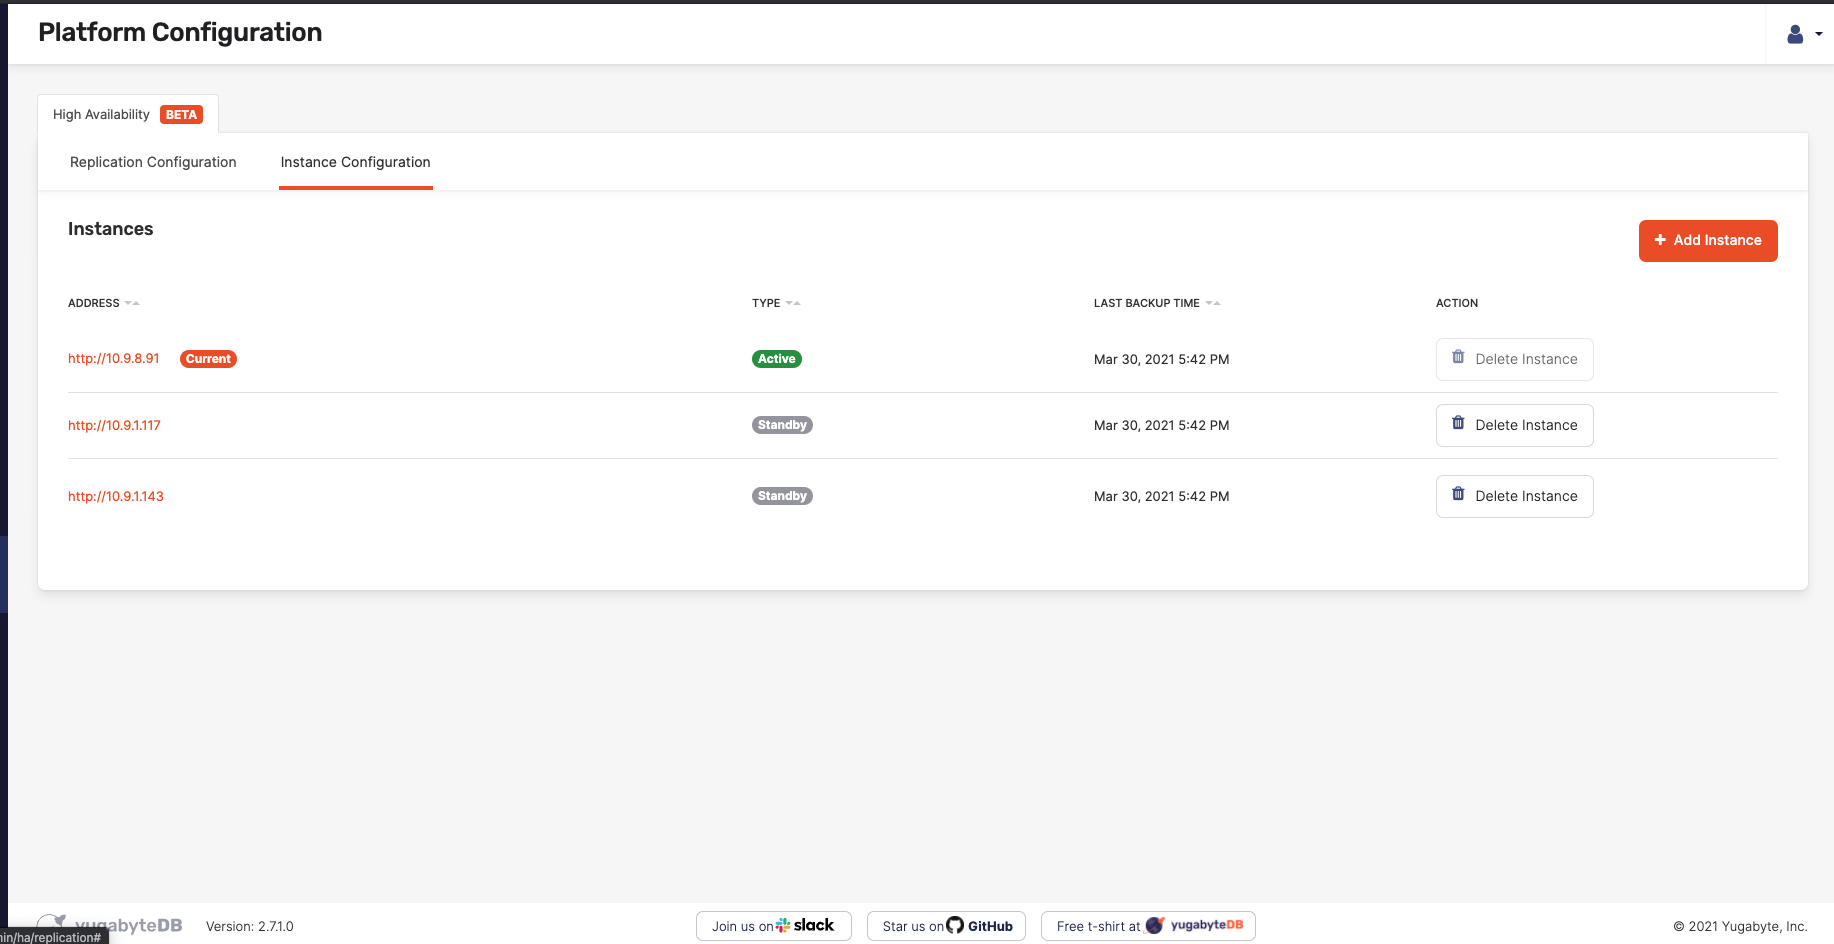 Platform Configuration
High Availability BETA
Replication Configuration Instance Configuration
Instances
Add Instance
ADDRESS TYPE LAST BACKUP TIME ACTION
http://10.9.8.91 Current Active Mar 30, 2021 5:42 PM Delete Instance
http://10.9.1.117 Standby Mar 30, 2021 5:42 PM Delete Instance
http://10.9.1.143 Standby Mar 30, 2021 5:42 PM Delete Instance
yugabyteDB Version: 2.7.1.0 Join us on slack Star us on GitHub Free t-shirt at yugabyteDB © 2021 Yugabyte, Inc.
/ha/replication#